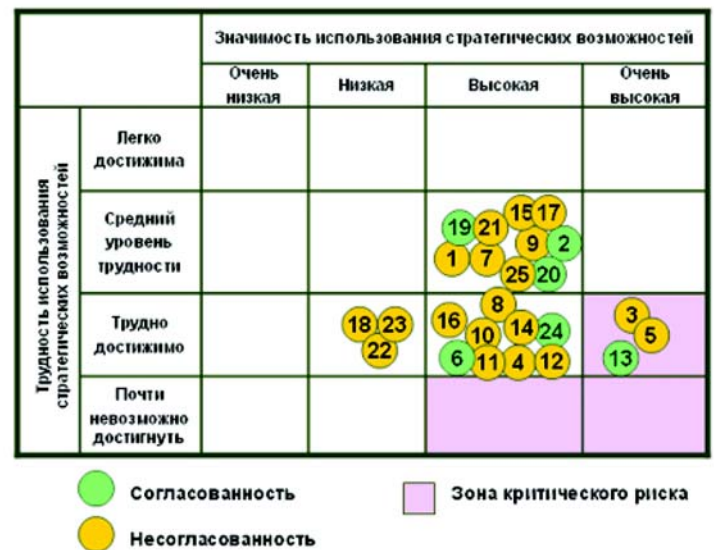 Значимость использования стратегических возможностей
Очень
низкая
Низкая
Высокая
Очень
высокая
Трудность использования
стратегических возможностей
Легко
достижима
Средний
уровень
трудности
15 17
19 21
9 2
1 7
25 20
Трудно
достижимо
8
18 23
16
14 24
3
10
5
22
6 11 4 12
13
Почти
невозможно
достигнуть
Согласованность
Зона критического риска
Несогласованность